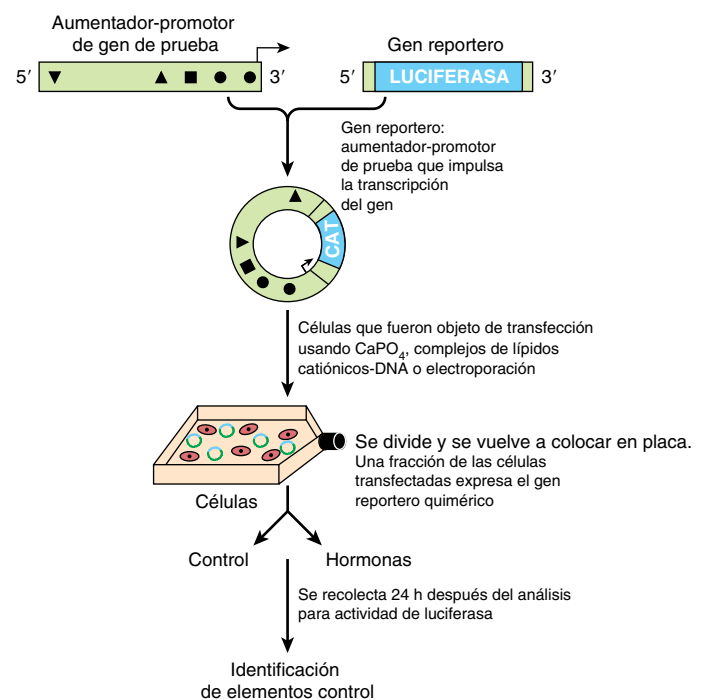 Aumentador-promotor
de gen de prueba
Gen reportero
5′
3′
5′
LUCIFERASA
3′
Gen reportero:
aumentador-promotor
de prueba que impulsa
la transcripción
del gen
CAT
Células que fueron objeto de transfección
usando CaPO4, complejos de lípidos
catiónicos-DNA o electroporación
Se divide y se vuelve a colocar en placa.
Una fracción de las células
transfectadas expresa el gen
reportero quimérico
Células
Control
Hormonas
Se recolecta 24 h después del análisis
para actividad de luciferasa
Identificación
de elementos control